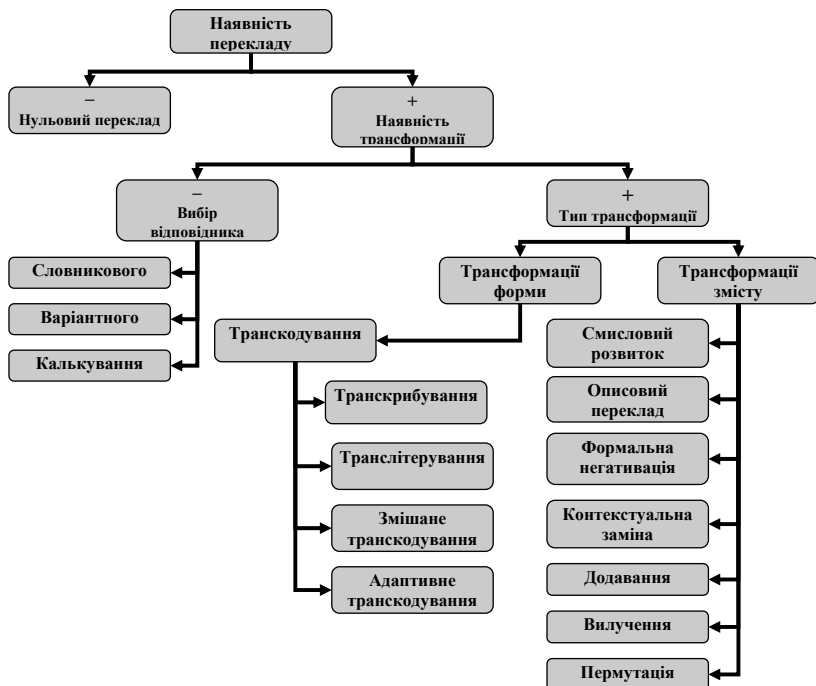 Наявність
перекладу
–
Нульовий переклад
+
Наявність
трансформації
–
Вибір
відповідника
+
Тип трансформації
Словникового
Варіантного
Калькування
Трансформації
форми
Трансформації
змісту
Транскодування
Транскрибування
Транслітерування
Змішане
транскодування
Адаптивне
транскодування
Смисловий
розвиток
Описовий
переклад
Формальна
негативація
Контекстуальна
заміна
Додавання
Вилучення
Пермутація